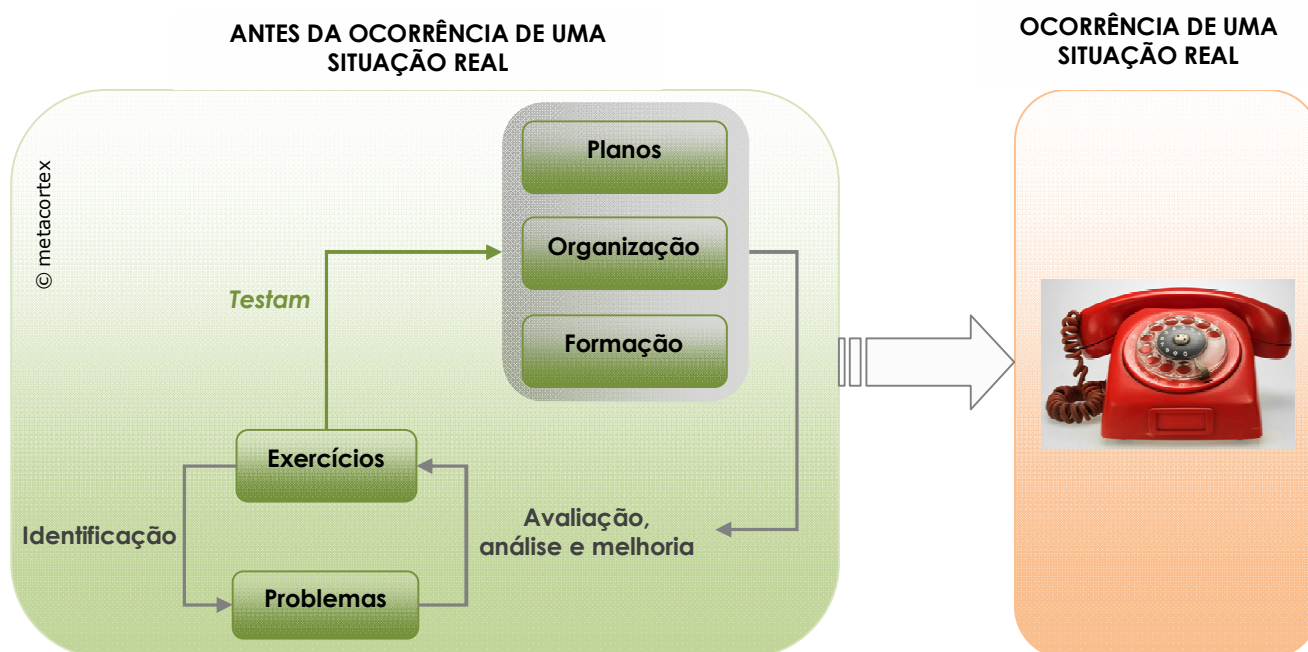 ANTES DA OCORRÊNCIA DE UMA
SITUAÇÃO REAL
OCORRÊNCIA DE UMA
SITUAÇÃO REAL
© metacortex
Planos
Organização
Formação
Testam
Exercícios
Identificação
Avaliação,
análise e melhoria
Problemas